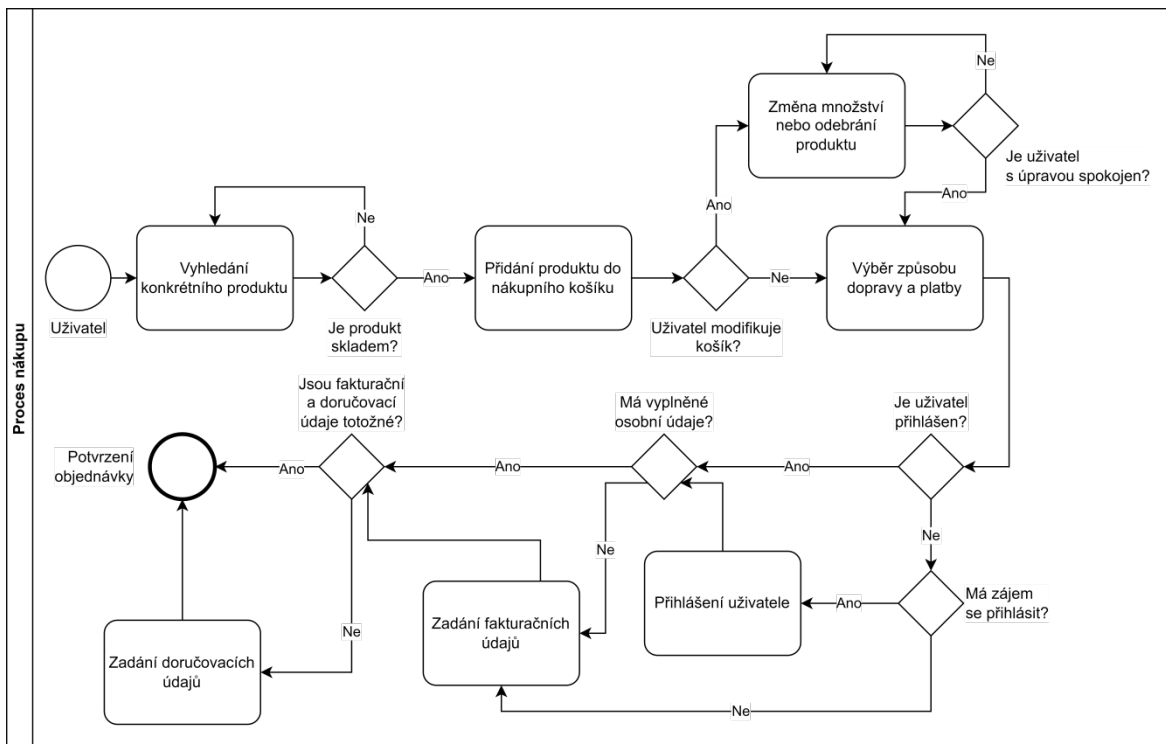 Proces nákupu
Ne
Změna množství
nebo odebrání
produktu
Je uživatel
s úpravou spokojen?
Ano
Ano
Ne
Uživatel
Vyhledání
konkrétního produktu
Je produkt
skladem?
Ano
Přidání produktu do
nákupního košíku
Uživatel modifikuje
košík?
Ne
Výběr způsobu
dopravy a platby
Je uživatel
přihlášen?
Ano
Ne
Má vyplněné
osobní údaje?
Ano
Ne
Jsou fakturační
a doručovací
údaje totožné?
Ano
Ne
Potvrzení
objednávky
Má zájem
se přihlásit?
Ano
Ne
Přihlášení uživatele
Zadání fakturačních
údajů
Zadání doručovacích
údajů